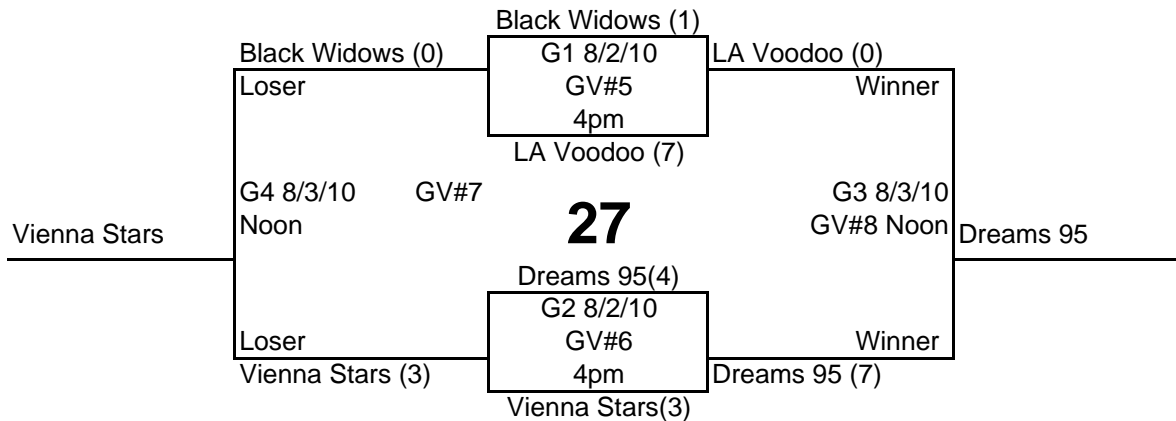 Black Widows (1)
Black Widows (0)
G1 8/2/10
LA Voodoo (0)
Loser
GV#5
Winner
4pm
LA Voodoo (7)
G4 8/3/10 GV#7
G3 8/3/10
Noon
27
GV#8 Noon
Vienna Stars
Dreams 95
Dreams 95(4)
G2 8/2/10
Loser
GV#6
Winner
Vienna Stars (3)
4pm
Dreams 95 (7)
Vienna Stars(3)